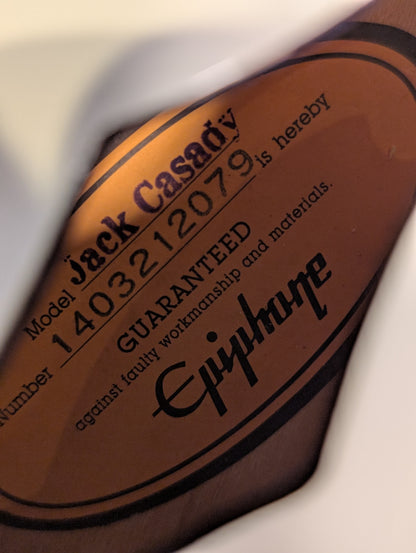 Model Jack Casady
Number 1403212079 is hereby
GUARANTEED
against faulty workmanship and materials.
Epiphone